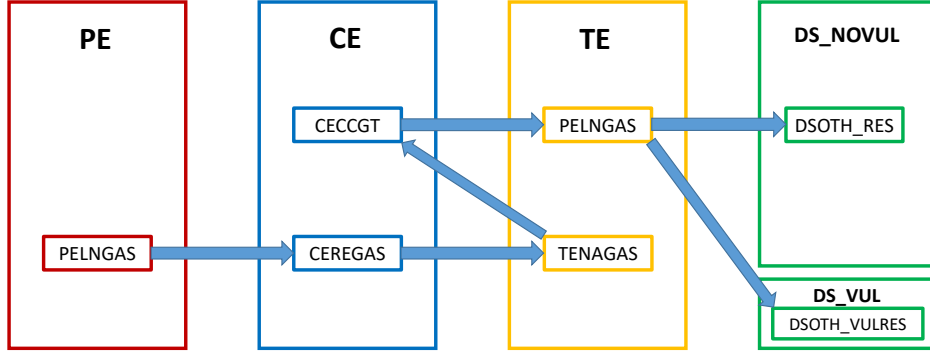 PE
CE
TE
DS_NOVUL
CECCGT
PELNGAS
DSOTH_RES
PELNGAS
CEREGAS
TENAGAS
DS_VUL
DSOTH_VULRES